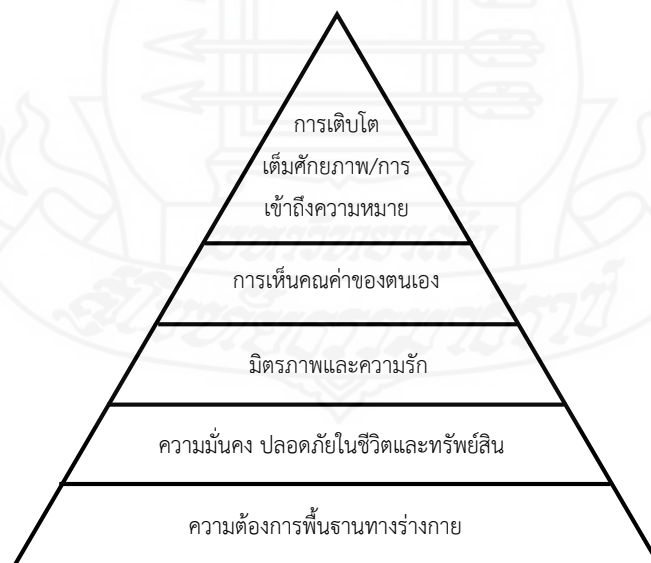 การเติบโต
เต็มศักยภาพ/การ
เข้าถึงความหมาย
การเห็นคณค่าของตนเอง
มิตรภาพและความรัก
ความมั่นคง ปลอดภัยในชีวิตและทรัพย์สิน
ความต้องการพื้นฐานทางร่างกาย